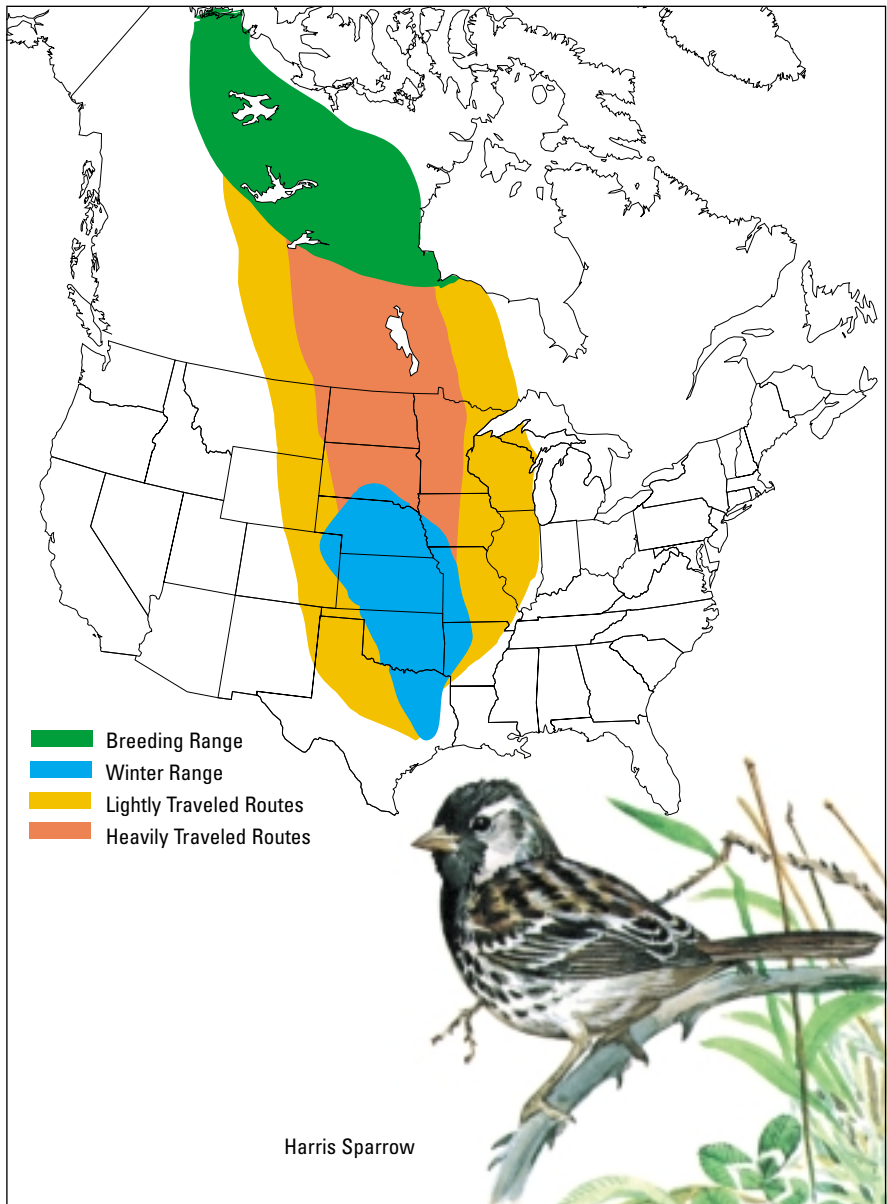 Breeding Range
Winter Range
Lightly Traveled Routes
Heavily Traveled Routes
Harris Sparrow